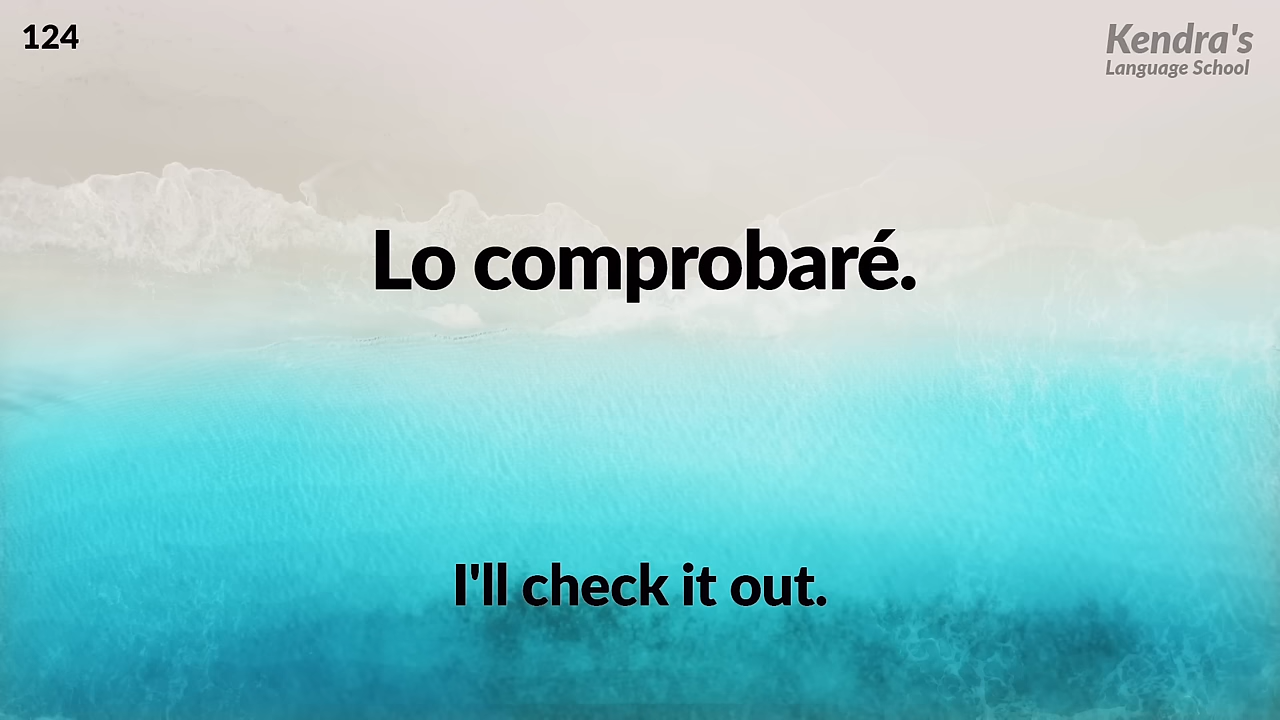 124
Kendra's
Language School
Lo comprobaré.
I'll check it out.